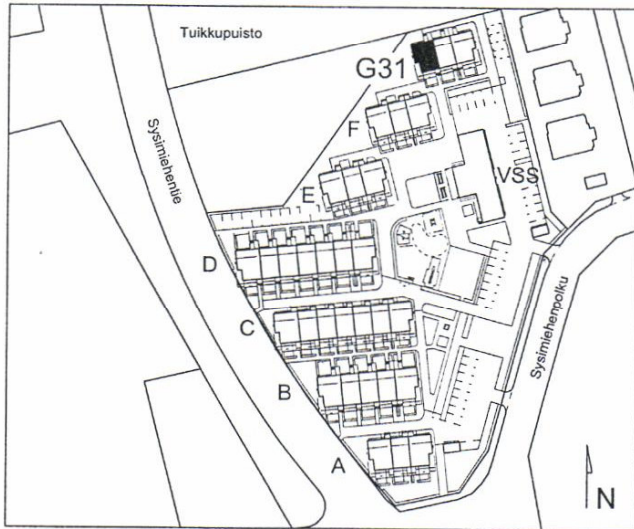 Tuikkupuisto
G31
Sysimiehentie
F
VSS
E
D
C
Sysimiehenpolku
B
A
N